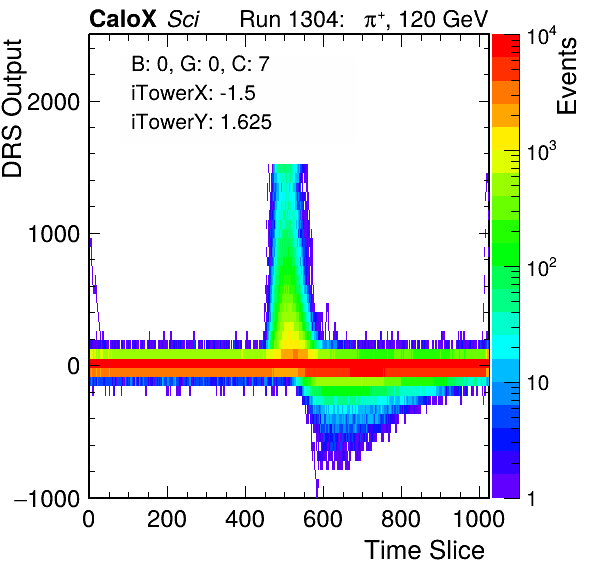 CaloX Sci Run 1304: π⁺, 120 GeV
B: 0, G: 0, C: 7
iTowerX: -1.5
iTowerY: 1.625
DRS Output
2000
1000
0
−1000
0 200 400 600 800 1000
Time Slice
Events
10⁴
10³
10²
10
1